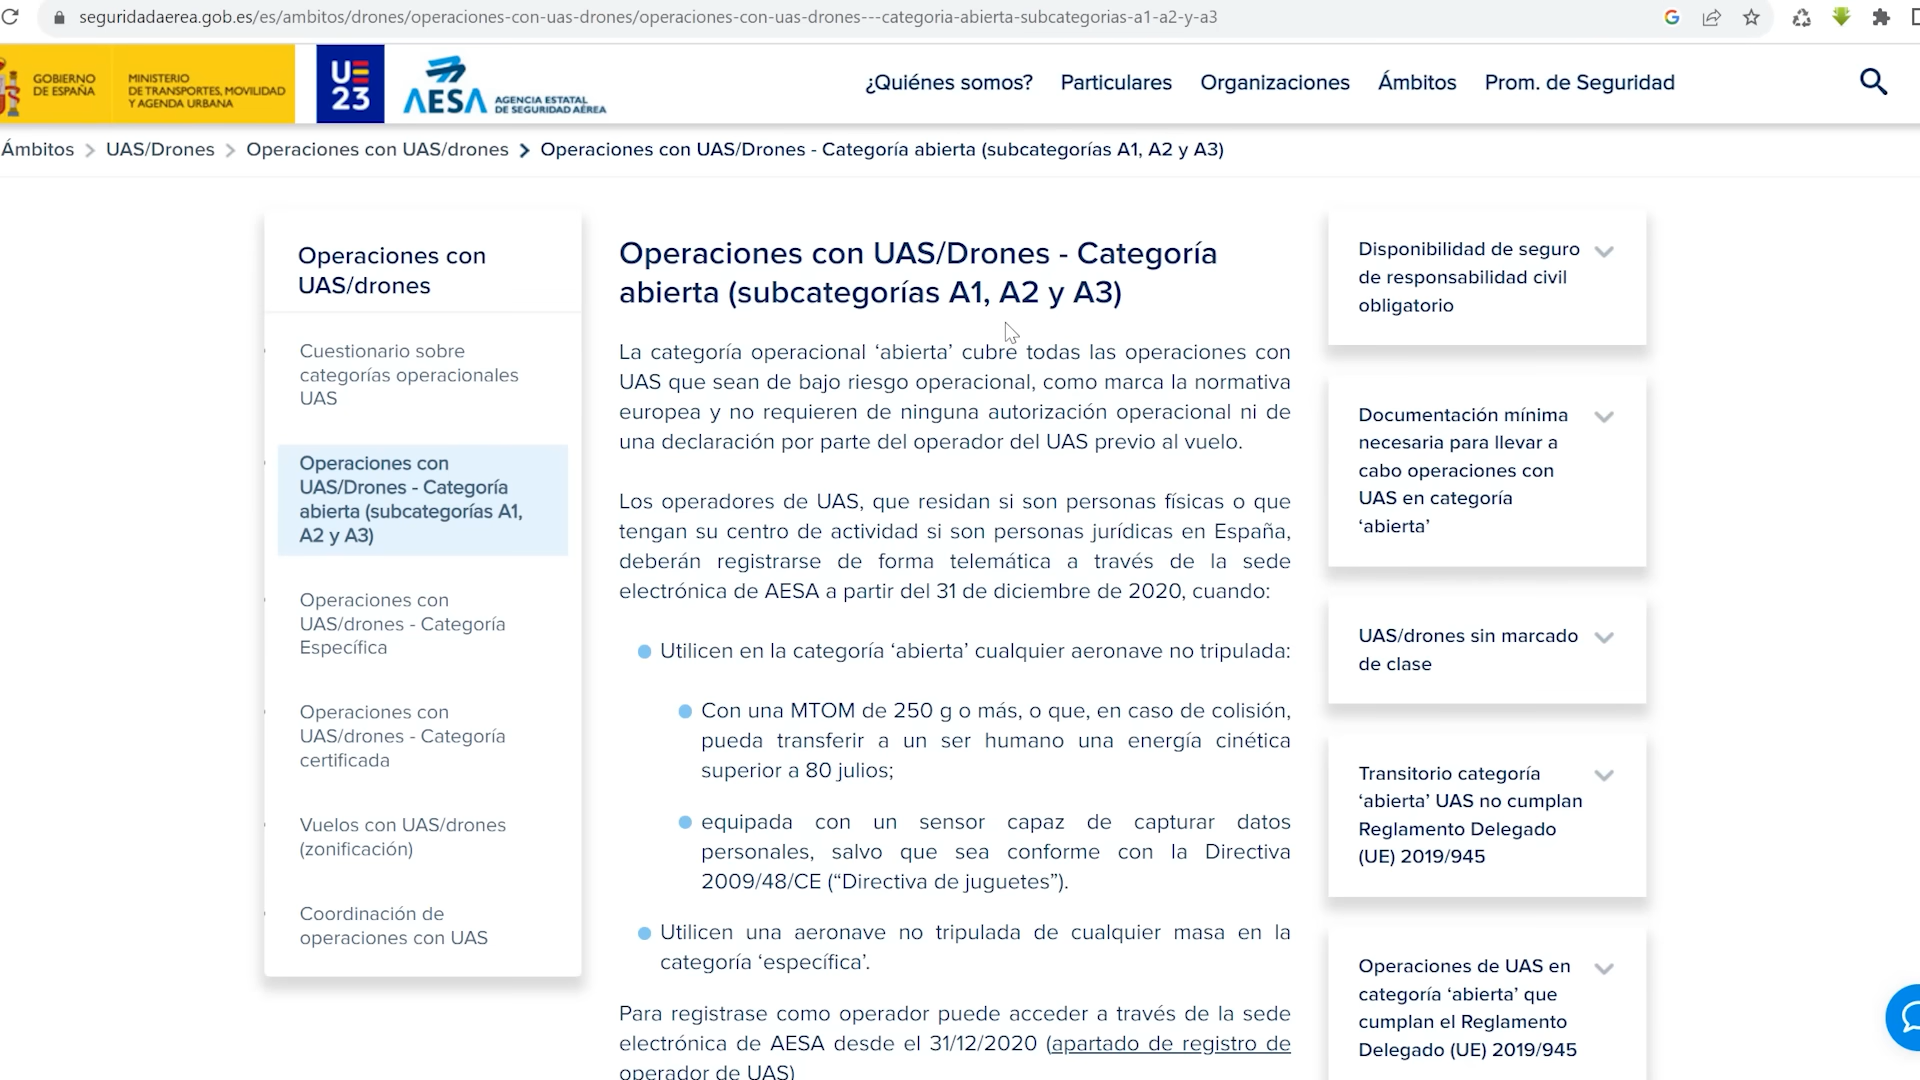 seguridadaerea.gob.es/es/ambitos/drones/operaciones-con-uas-drones/operaciones-con-uas-drones---categoria-abierta-subcategorias-a1-a2-y-a3
GOBIERNO
DE ESPAÑA
MINISTERIO
DE TRANSPORTES, MOVILIDAD
Y AGENDA URBANA
UE
23
AESA
AGENCIA ESTATAL
DE SEGURIDAD AÉREA
¿Quiénes somos?
Particulares
Organizaciones
Ámbitos
Prom. de Seguridad
Ámbitos > UAS/Drones > Operaciones con UAS/drones > Operaciones con UAS/Drones - Categoría abierta (subcategorías A1, A2 y A3)
Operaciones con
UAS/drones
Cuestionario sobre
categorías operacionales
UAS
Operaciones con
UAS/Drones - Categoría
abierta (subcategorías A1,
A2 y A3)
Operaciones con
UAS/drones - Categoría
Específica
Operaciones con
UAS/drones - Categoría
certificada
Vuelos con UAS/drones
(zonificación)
Coordinación de
operaciones con UAS
Operaciones con UAS/Drones - Categoría
abierta (subcategorías A1, A2 y A3)
La categoría operacional ‘abierta’ cubre todas las operaciones con
UAS que sean de bajo riesgo operacional, como marca la normativa
europea y no requieren de ninguna autorización operacional ni de
una declaración por parte del operador del UAS previo al vuelo.
Los operadores de UAS, que residan si son personas físicas o que
tengan su centro de actividad si son personas jurídicas en España,
deberán registrarse de forma telemática a través de la sede
electrónica de AESA a partir del 31 de diciembre de 2020, cuando:
Utilicen en la categoría ‘abierta’ cualquier aeronave no tripulada:
Con una MTOM de 250 g o más, o que, en caso de colisión,
pueda transferir a un ser humano una energía cinética
superior a 80 julios;
equipada con un sensor capaz de capturar datos
personales, salvo que sea conforme con la Directiva
2009/48/CE (“Directiva de juguetes”).
Utilicen una aeronave no tripulada de cualquier masa en la
categoría ‘específica’.
Para registrase como operador puede acceder a través de la sede
electrónica de AESA desde el 31/12/2020 (apartado de registro de
operador de UAS)
Disponibilidad de seguro
de responsabilidad civil
obligatorio
Documentación mínima
necesaria para llevar a
cabo operaciones con
UAS en categoría
‘abierta’
UAS/drones sin marcado
de clase
Transitorio categoría
‘abierta’ UAS no cumplan
Reglamento Delegado
(UE) 2019/945
Operaciones de UAS en
categoría ‘abierta’ que
cumplan el Reglamento
Delegado (UE) 2019/945